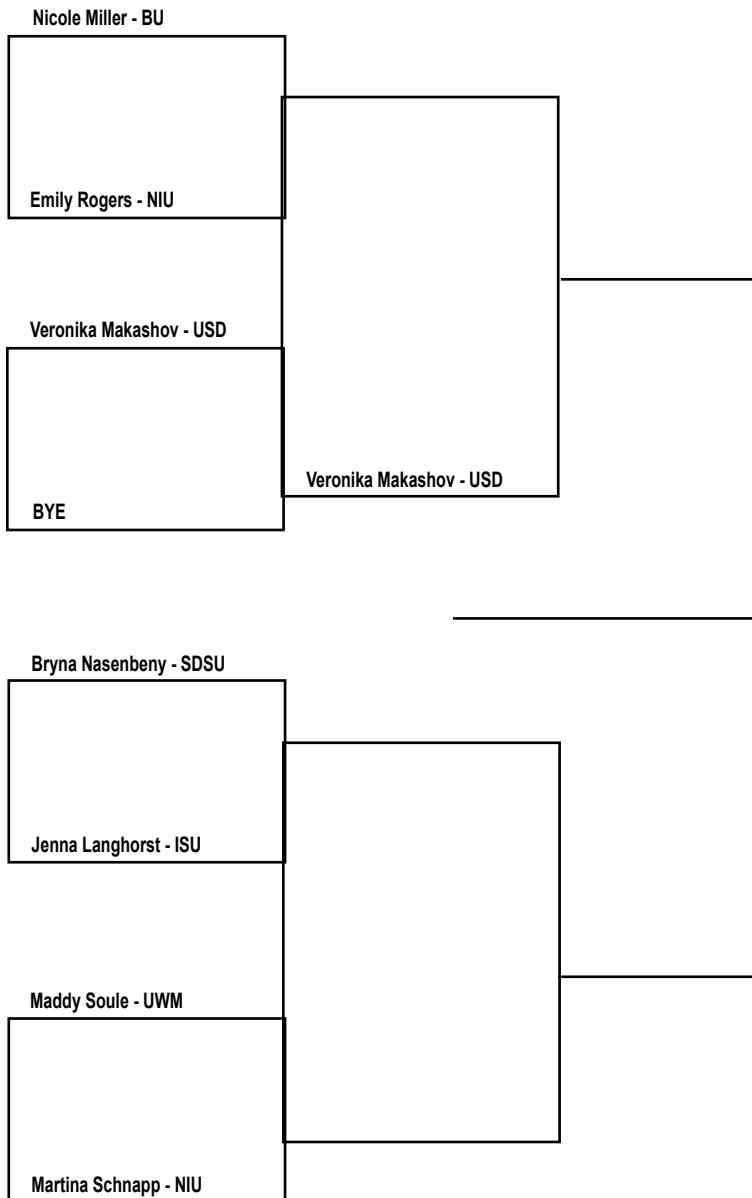 Nicole Miller - BU
Emily Rogers - NIU
Veronika Makashov - USD
Veronika Makashov - USD
BYE
Bryna Nasenbeny - SDSU
Jenna Langhorst - ISU
Maddy Soule - UWM
Martina Schnapp - NIU